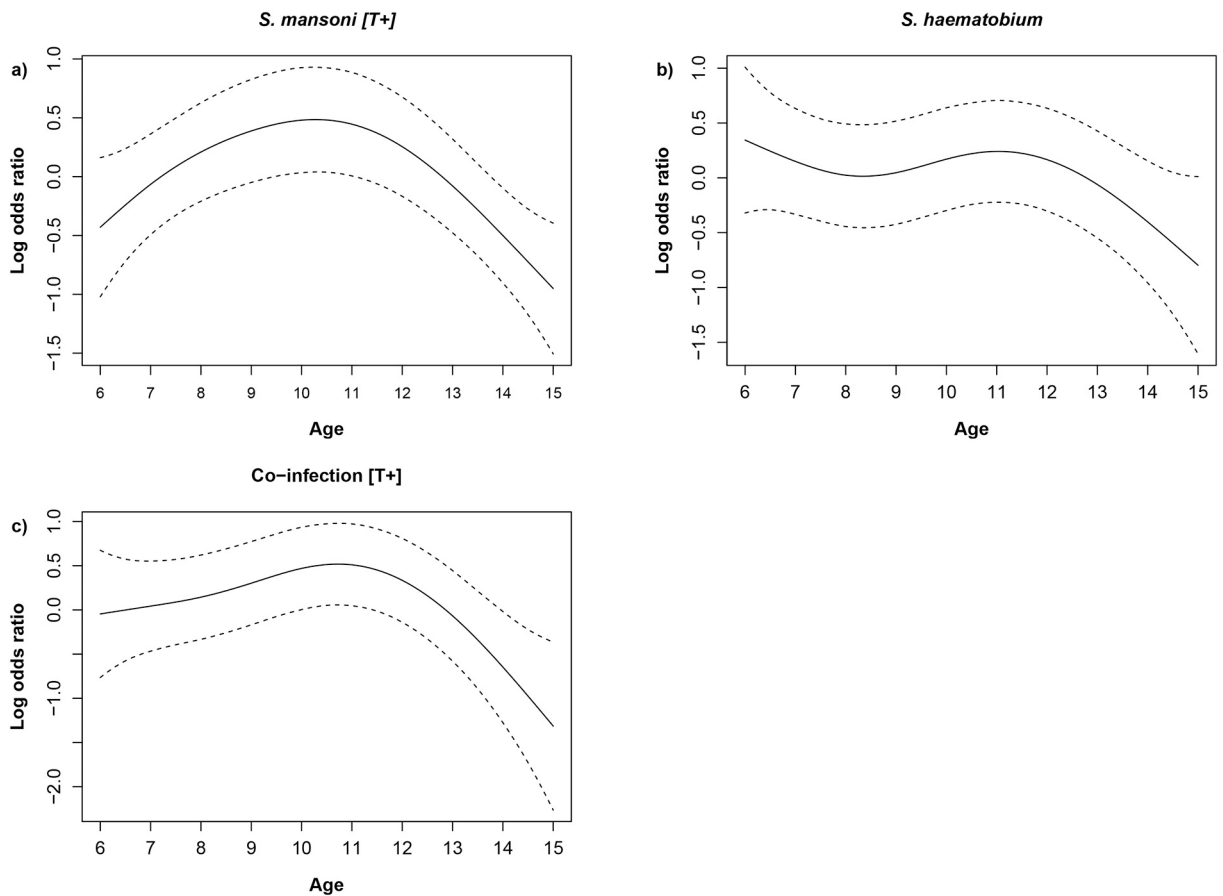 S. mansoni [T+]
a)
1.0
0.5
0.0
−0.5
−1.0
−1.5
Log odds ratio
6 7 8 9 10 11 12 13 14 15
Age
S. haematobium
b)
1.0
0.5
0.0
−0.5
−1.0
−1.5
Log odds ratio
6 7 8 9 10 11 12 13 14 15
Age
Co−infection [T+]
c)
1.0
0.5
0.0
−1.0
−2.0
Log odds ratio
6 7 8 9 10 11 12 13 14 15
Age